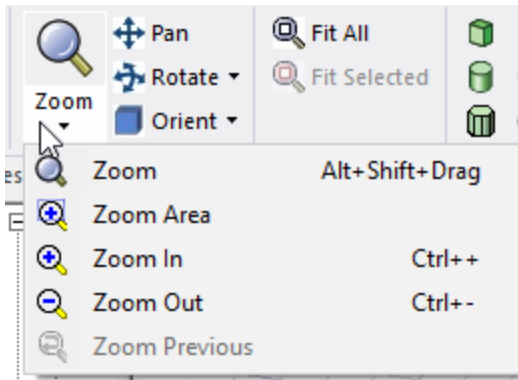 Zoom
Pan
Rotate
Orient
Fit All
Fit Selected
es
Zoom Alt+Shift+Drag
Zoom Area
Zoom In Ctrl++
Zoom Out Ctrl+-
Zoom Previous